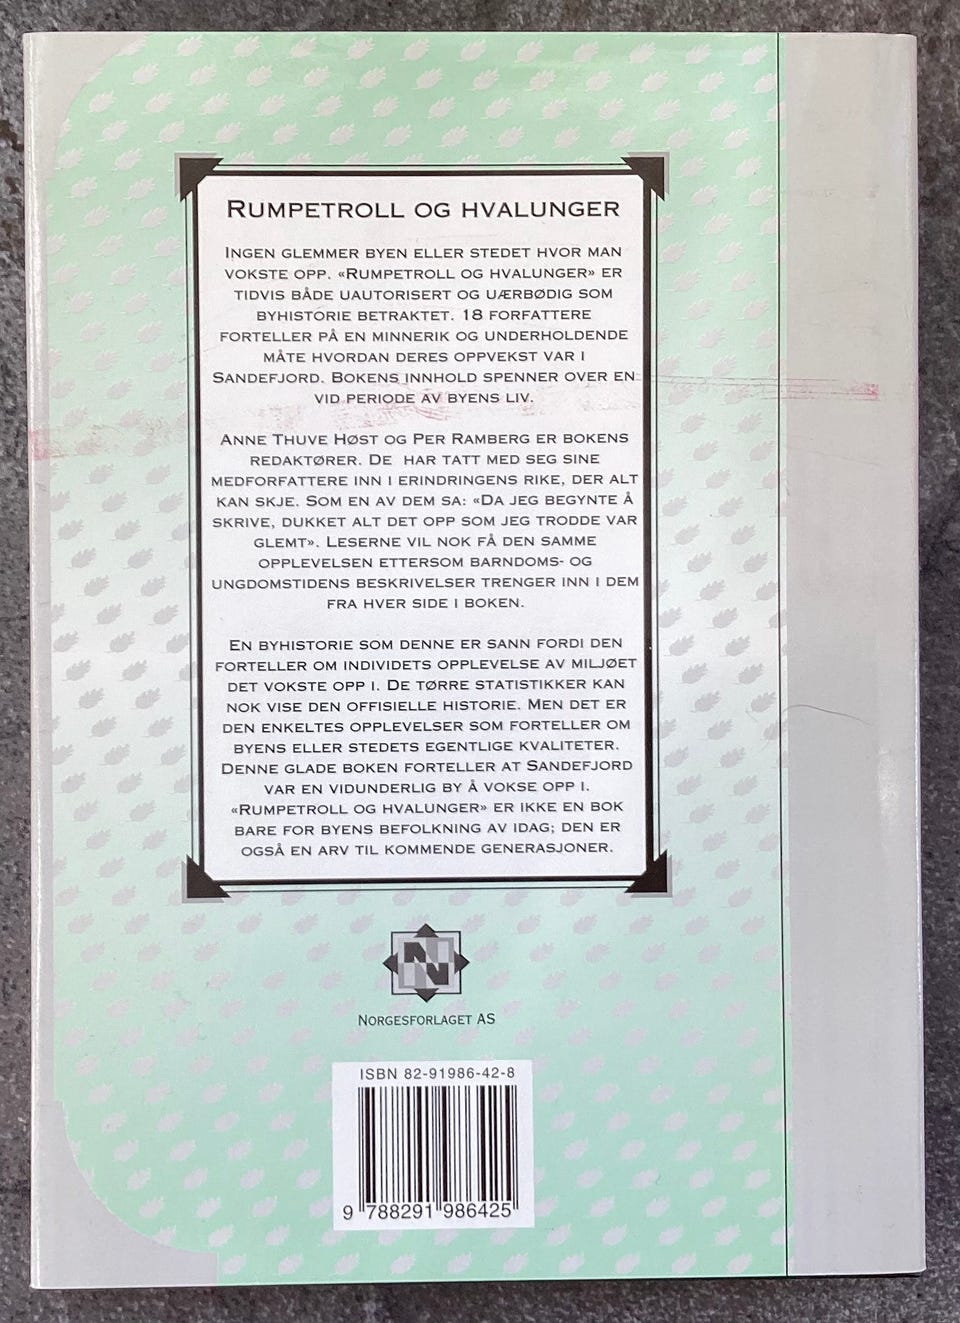 RUMPETROLL OG HVALUNGER
INGEN GLEMMER BYEN ELLER STEDET HVOR MAN
VOKSTE OPP. «RUMPETROLL OG HVALUNGER» ER
TIDVIS BÅDE UAUTORISERT OG UÆRBØDIG SOM
BYHISTORIE BETRAKTET. 18 FORFATTERE
FORTELLER PÅ EN MINNERIK OG UNDERHOLDENDE
MÅTE HVORDAN DERES OPPVEKST VAR I
SANDEFJORD. BOKENS INNHOLD SPENNER OVER EN
VID PERIODE AV BYENS LIV.
ANNE THUVE HØST OG PER RAMBERG ER BOKENS
REDAKTØRER. DE HAR TATT MED SEG SINE
MEDFORFATTERE INN I ERINDRINGENS RIKE, DER ALT
KAN SKJE. SOM EN AV DEM SA: «DA JEG BEGYNTE Å
SKRIVE, DUKKET ALT DET OPP SOM JEG TRODDE VAR
GLEMT». LESERNE VIL NOK FÅ DEN SAMME
OPPLEVELSEN ETTERSOM BARNDOMS- OG
UNGDOMSTIDENS BESKRIVELSER TRENGER INN I DEM
FRA HVER SIDE I BOKEN.
EN BYHISTORIE SOM DENNE ER SANN FORDI DEN
FORTELLER OM INDIVIDETS OPPLEVELSE AV MILJØET
DET VOKSTE OPP I. DE TØRRE STATISTIKKER KAN
NOK VISE DEN OFFISIELLE HISTORIE. MEN DET ER
DEN ENKELTES OPPLEVELSER SOM FORTELLER OM
BYENS ELLER STEDETS EGENTLIGE KVALITETER.
DENNE GLADE BOKEN FORTELLER AT SANDEFJORD
VAR EN VIDUNDERLIG BY Å VOKSE OPP I.
«RUMPETROLL OG HVALUNGER» ER IKKE EN BOK
BARE FOR BYENS BEFOLKNING AV IDAG; DEN ER
OGSÅ EN ARV TIL KOMMENDE GENERASJONER.
NORGESFORLAGET AS
ISBN 82-91986-42-8
9 788291 986425